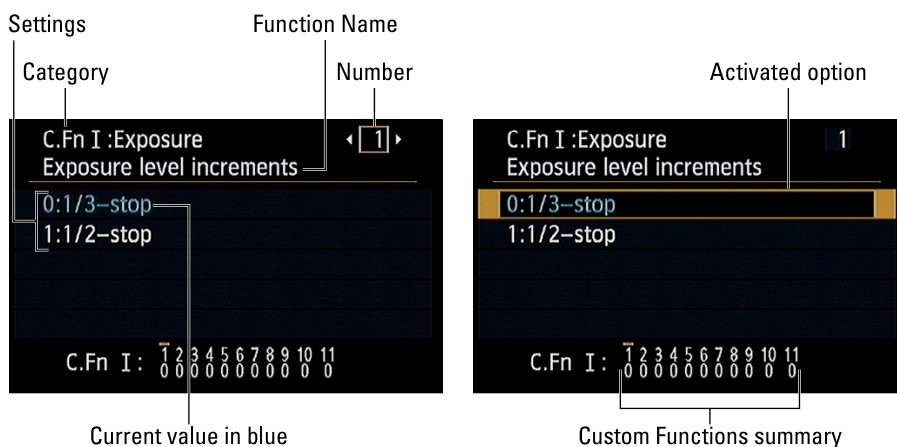 Settings
Function Name
Category
Number
Activated option
C.Fn I :Exposure
1
Exposure level increments
0:1/3–stop
1:1/2–stop
C.Fn I :
1 2 3 4 5 6 7 8 9 10 11
0 0 0 0 0 0 0 0 0 0 0
C.Fn I :Exposure
1
Exposure level increments
0:1/3–stop
1:1/2–stop
C.Fn I :
1 2 3 4 5 6 7 8 9 10 11
0 0 0 0 0 0 0 0 0 0 0
Current value in blue
Custom Functions summary